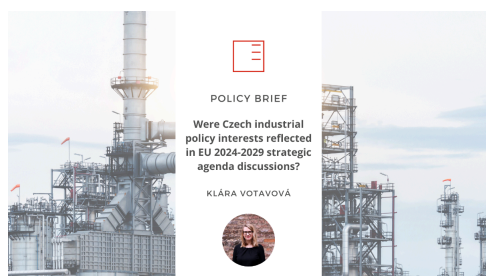 POLICY BRIEF
Were Czech industrial
policy interests reflected
in EU 2024-2029 strategic
agenda discussions?
KLÁRA VOTAVOVÁ